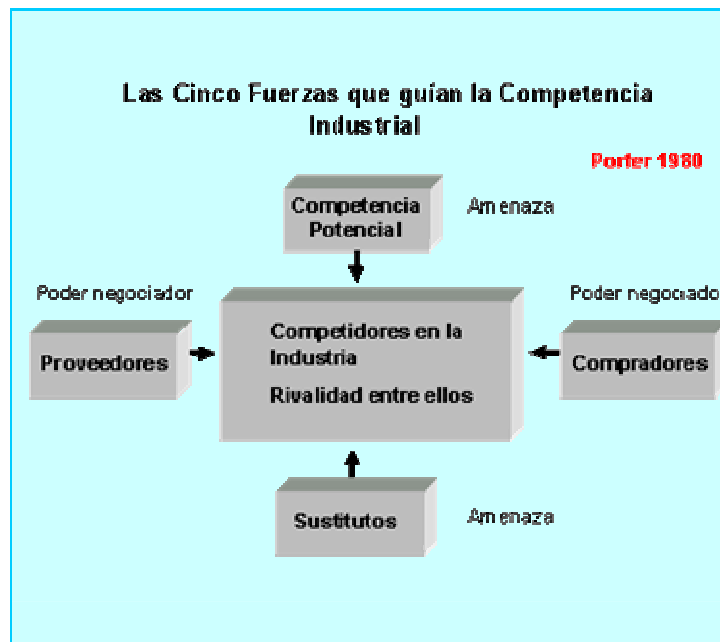 Las Cinco Fuerzas que guían la Competencia
Industrial
Porter 1980
Competencia
Potencial
Amenaza
Poder negociador
Poder negociado
Proveedores
Competidores en la
Industria
Rivalidad entre ellos
Compradores
Sustitutos
Amenaza